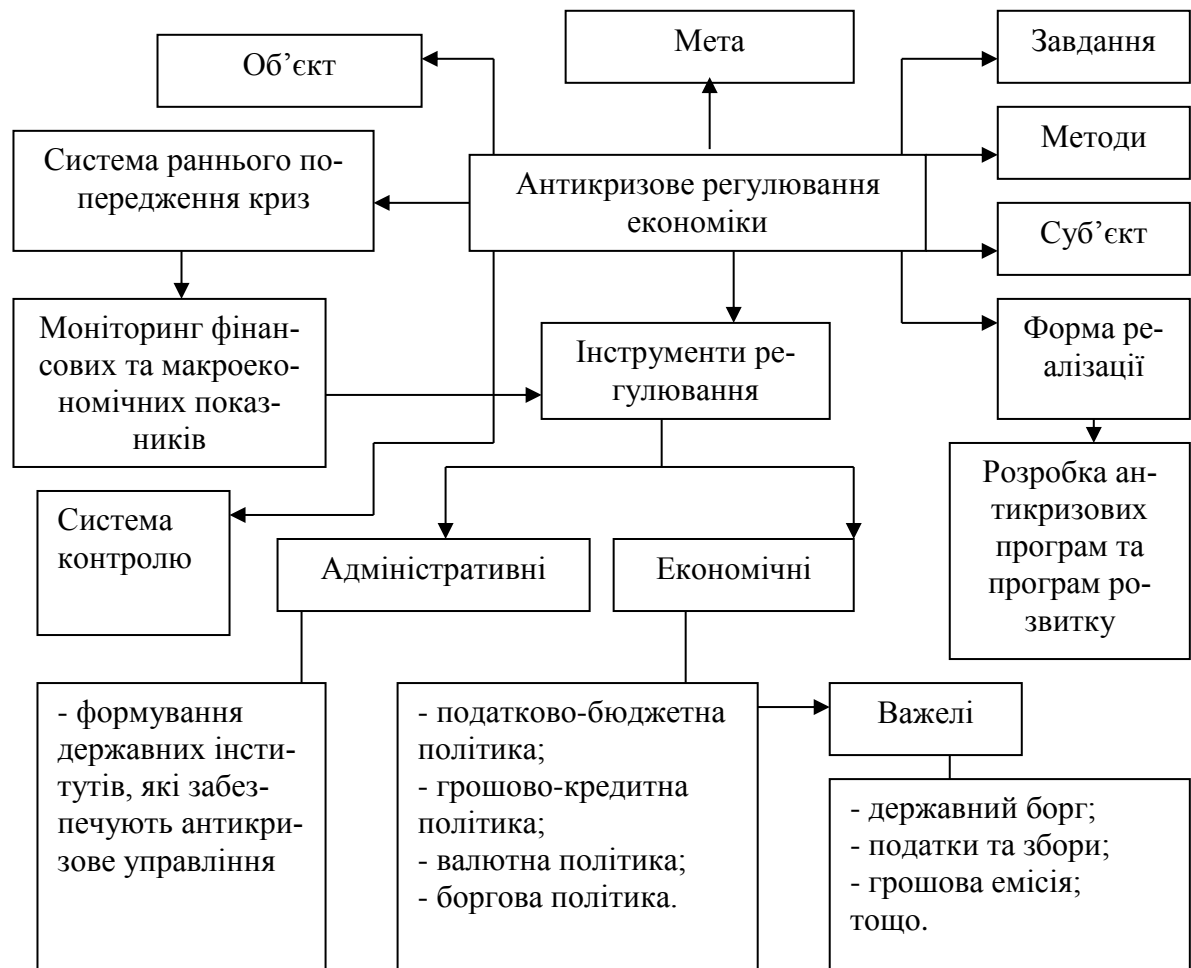 Об’єкт
Мета
Завдання
Система раннього по-
передження криз
Антикризове регулювання
економіки
Методи
Суб’єкт
Моніторинг фінан-
сових та макроеко-
номічних показ-
ників
Інструменти ре-
гулювання
Форма ре-
алізації
Система
контролю
Адміністративні
Економічні
Розробка ан-
тикризових
програм та
програм ро-
звитку
- формування
державних інсти-
тутів, які забез-
печують антикри-
зове управління
- податково-бюджетна
політика;
- грошово-кредитна
політика;
- валютна політика;
- боргова політика.
Важелі
- державний борг;
- податки та збори;
- грошова емісія;
тощо.